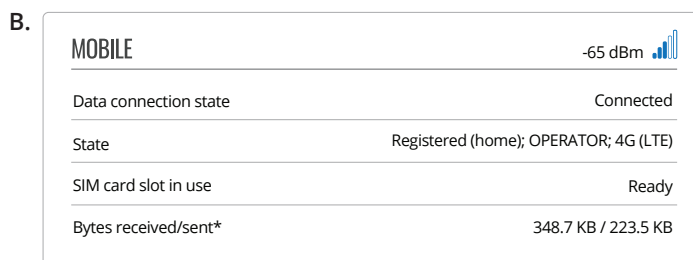 B.
MOBILE -65 dBm
Data connection state Connected
State Registered (home); OPERATOR; 4G (LTE)
SIM card slot in use Ready
Bytes received/sent* 348.7 KB / 223.5 KB